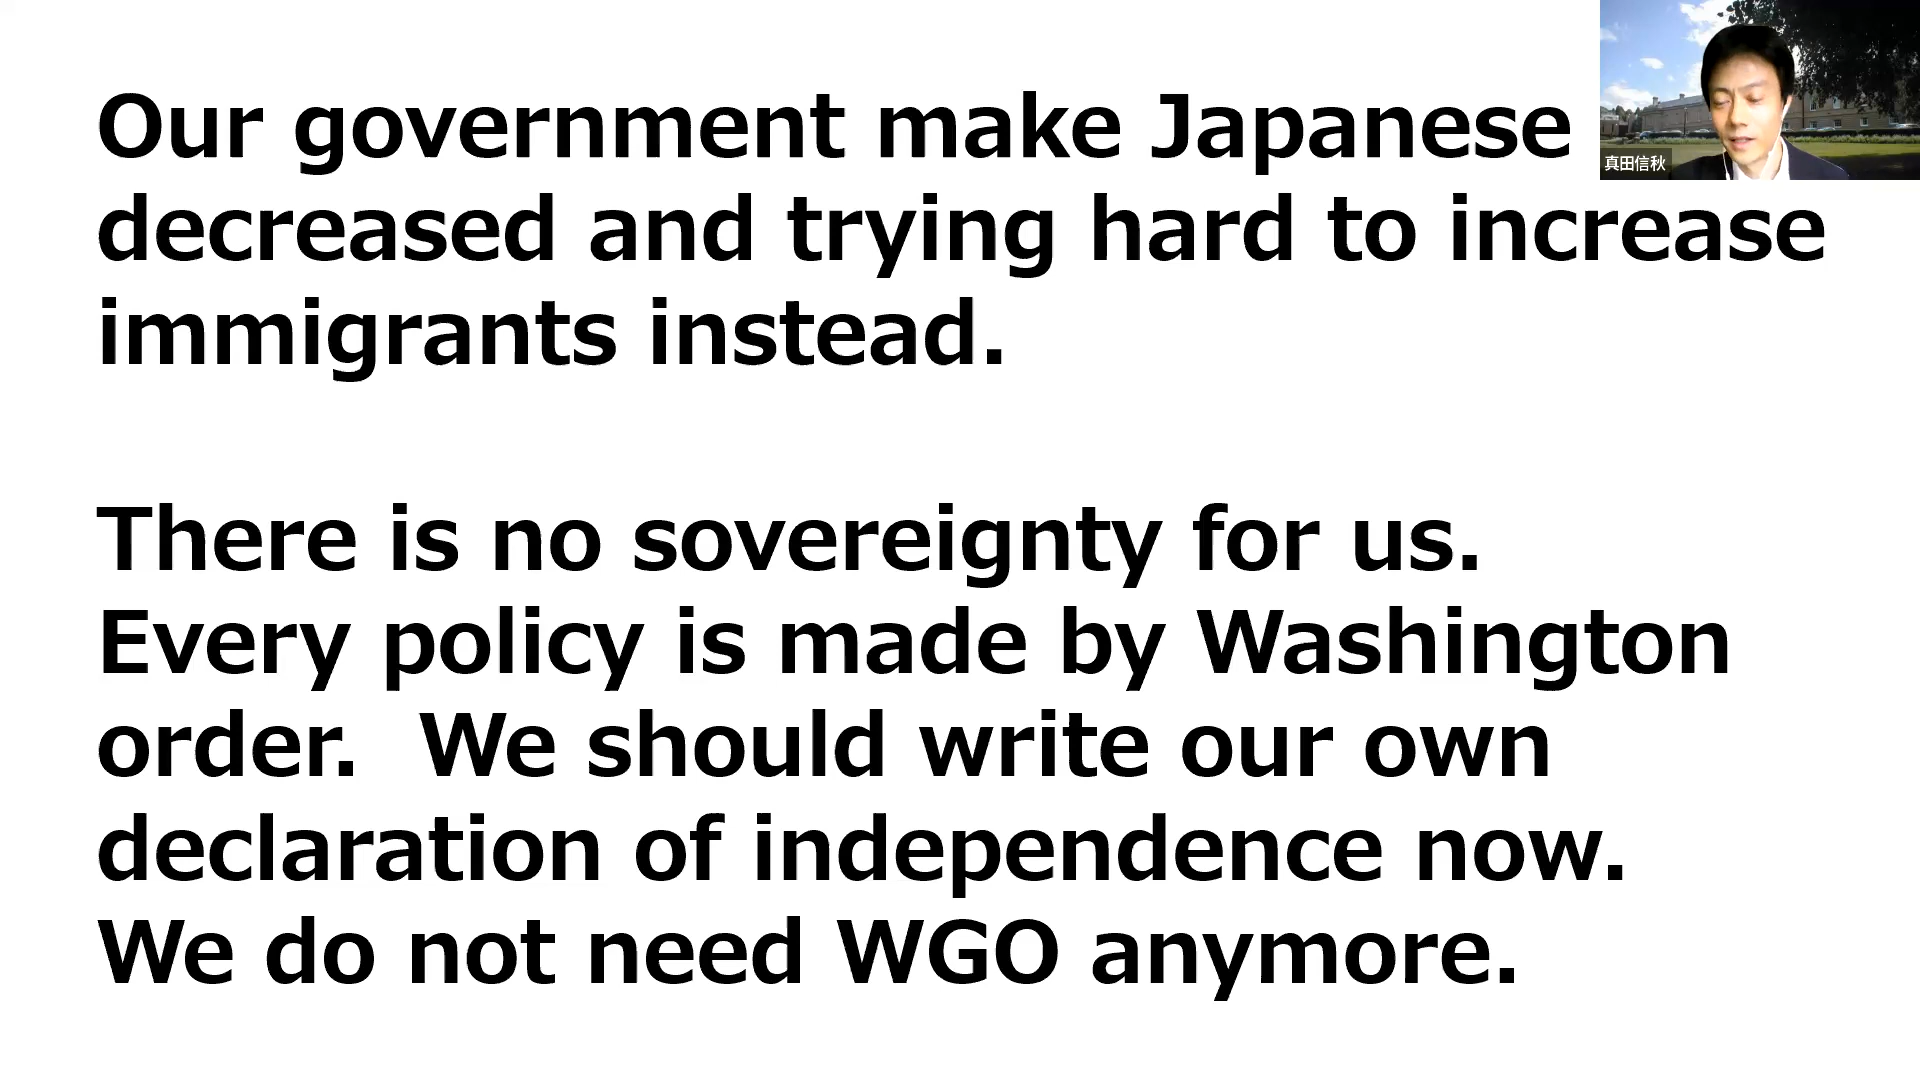 Our government make Japanese
decreased and trying hard to increase
immigrants instead.
There is no sovereignty for us.
Every policy is made by Washington
order.  We should write our own
declaration of independence now.
We do not need WGO anymore.
真田信秋